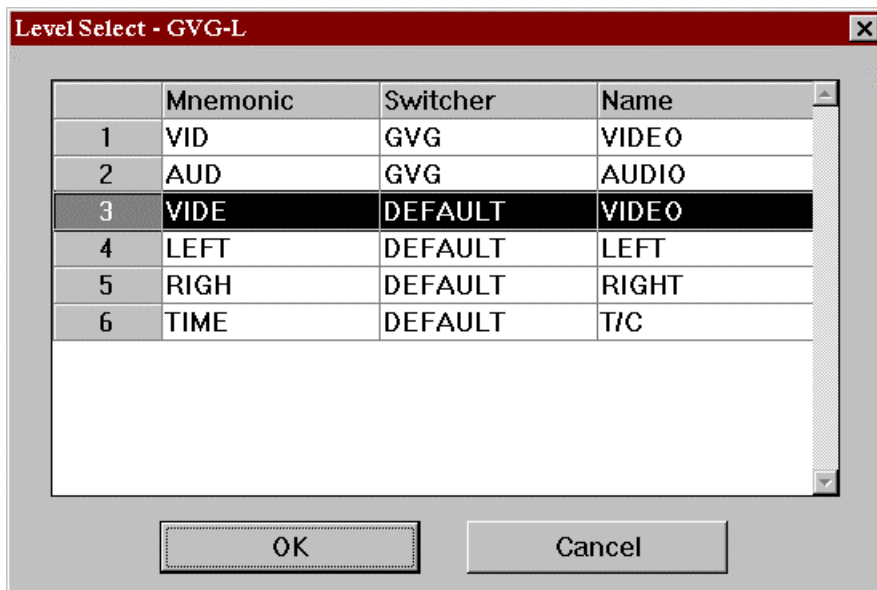 Level Select - GVG-L
Mnemonic Switcher Name
1 VID GVG VIDEO
2 AUD GVG AUDIO
3 VIDE DEFAULT VIDEO
4 LEFT DEFAULT LEFT
5 RIGH DEFAULT RIGHT
6 TIME DEFAULT T/C
OK Cancel